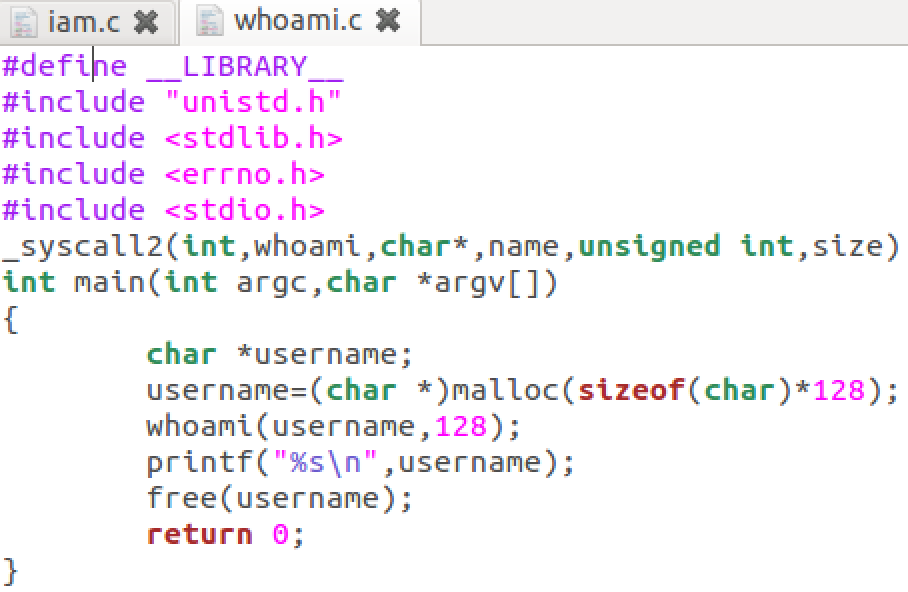 iam.c ✖ whoami.c ✖
#define __LIBRARY__
#include "unistd.h"
#include <stdlib.h>
#include <errno.h>
#include <stdio.h>
_syscall2(int,whoami,char*,name,unsigned int,size)
int main(int argc,char *argv[])
{
        char *username;
        username=(char *)malloc(sizeof(char)*128);
        whoami(username,128);
        printf("%s\n",username);
        free(username);
        return 0;
}